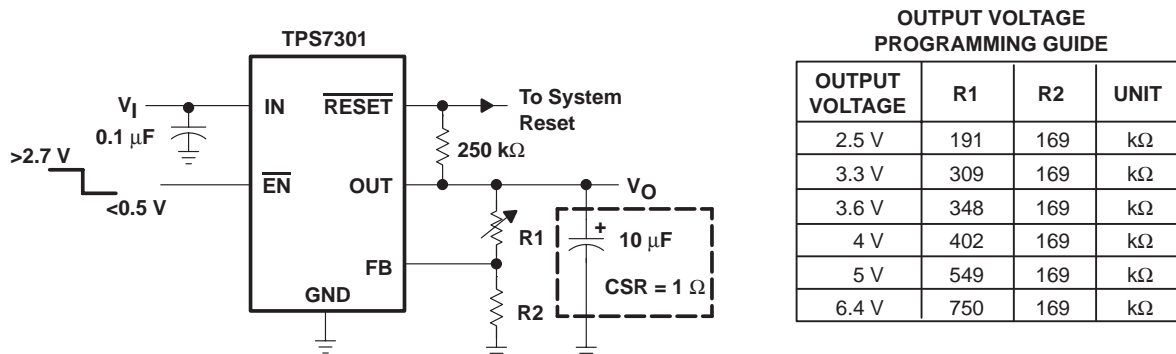 TPS7301
V_I
0.1 μF
>2.7 V
<0.5 V
IN
RESET
EN
OUT
FB
GND
To System
Reset
250 kΩ
V_O
R1
R2
+
10 μF
CSR = 1 Ω
OUTPUT VOLTAGE
PROGRAMMING GUIDE
OUTPUT
VOLTAGE R1 R2 UNIT
2.5 V 191 169 kΩ
3.3 V 309 169 kΩ
3.6 V 348 169 kΩ
4 V 402 169 kΩ
5 V 549 169 kΩ
6.4 V 750 169 kΩ